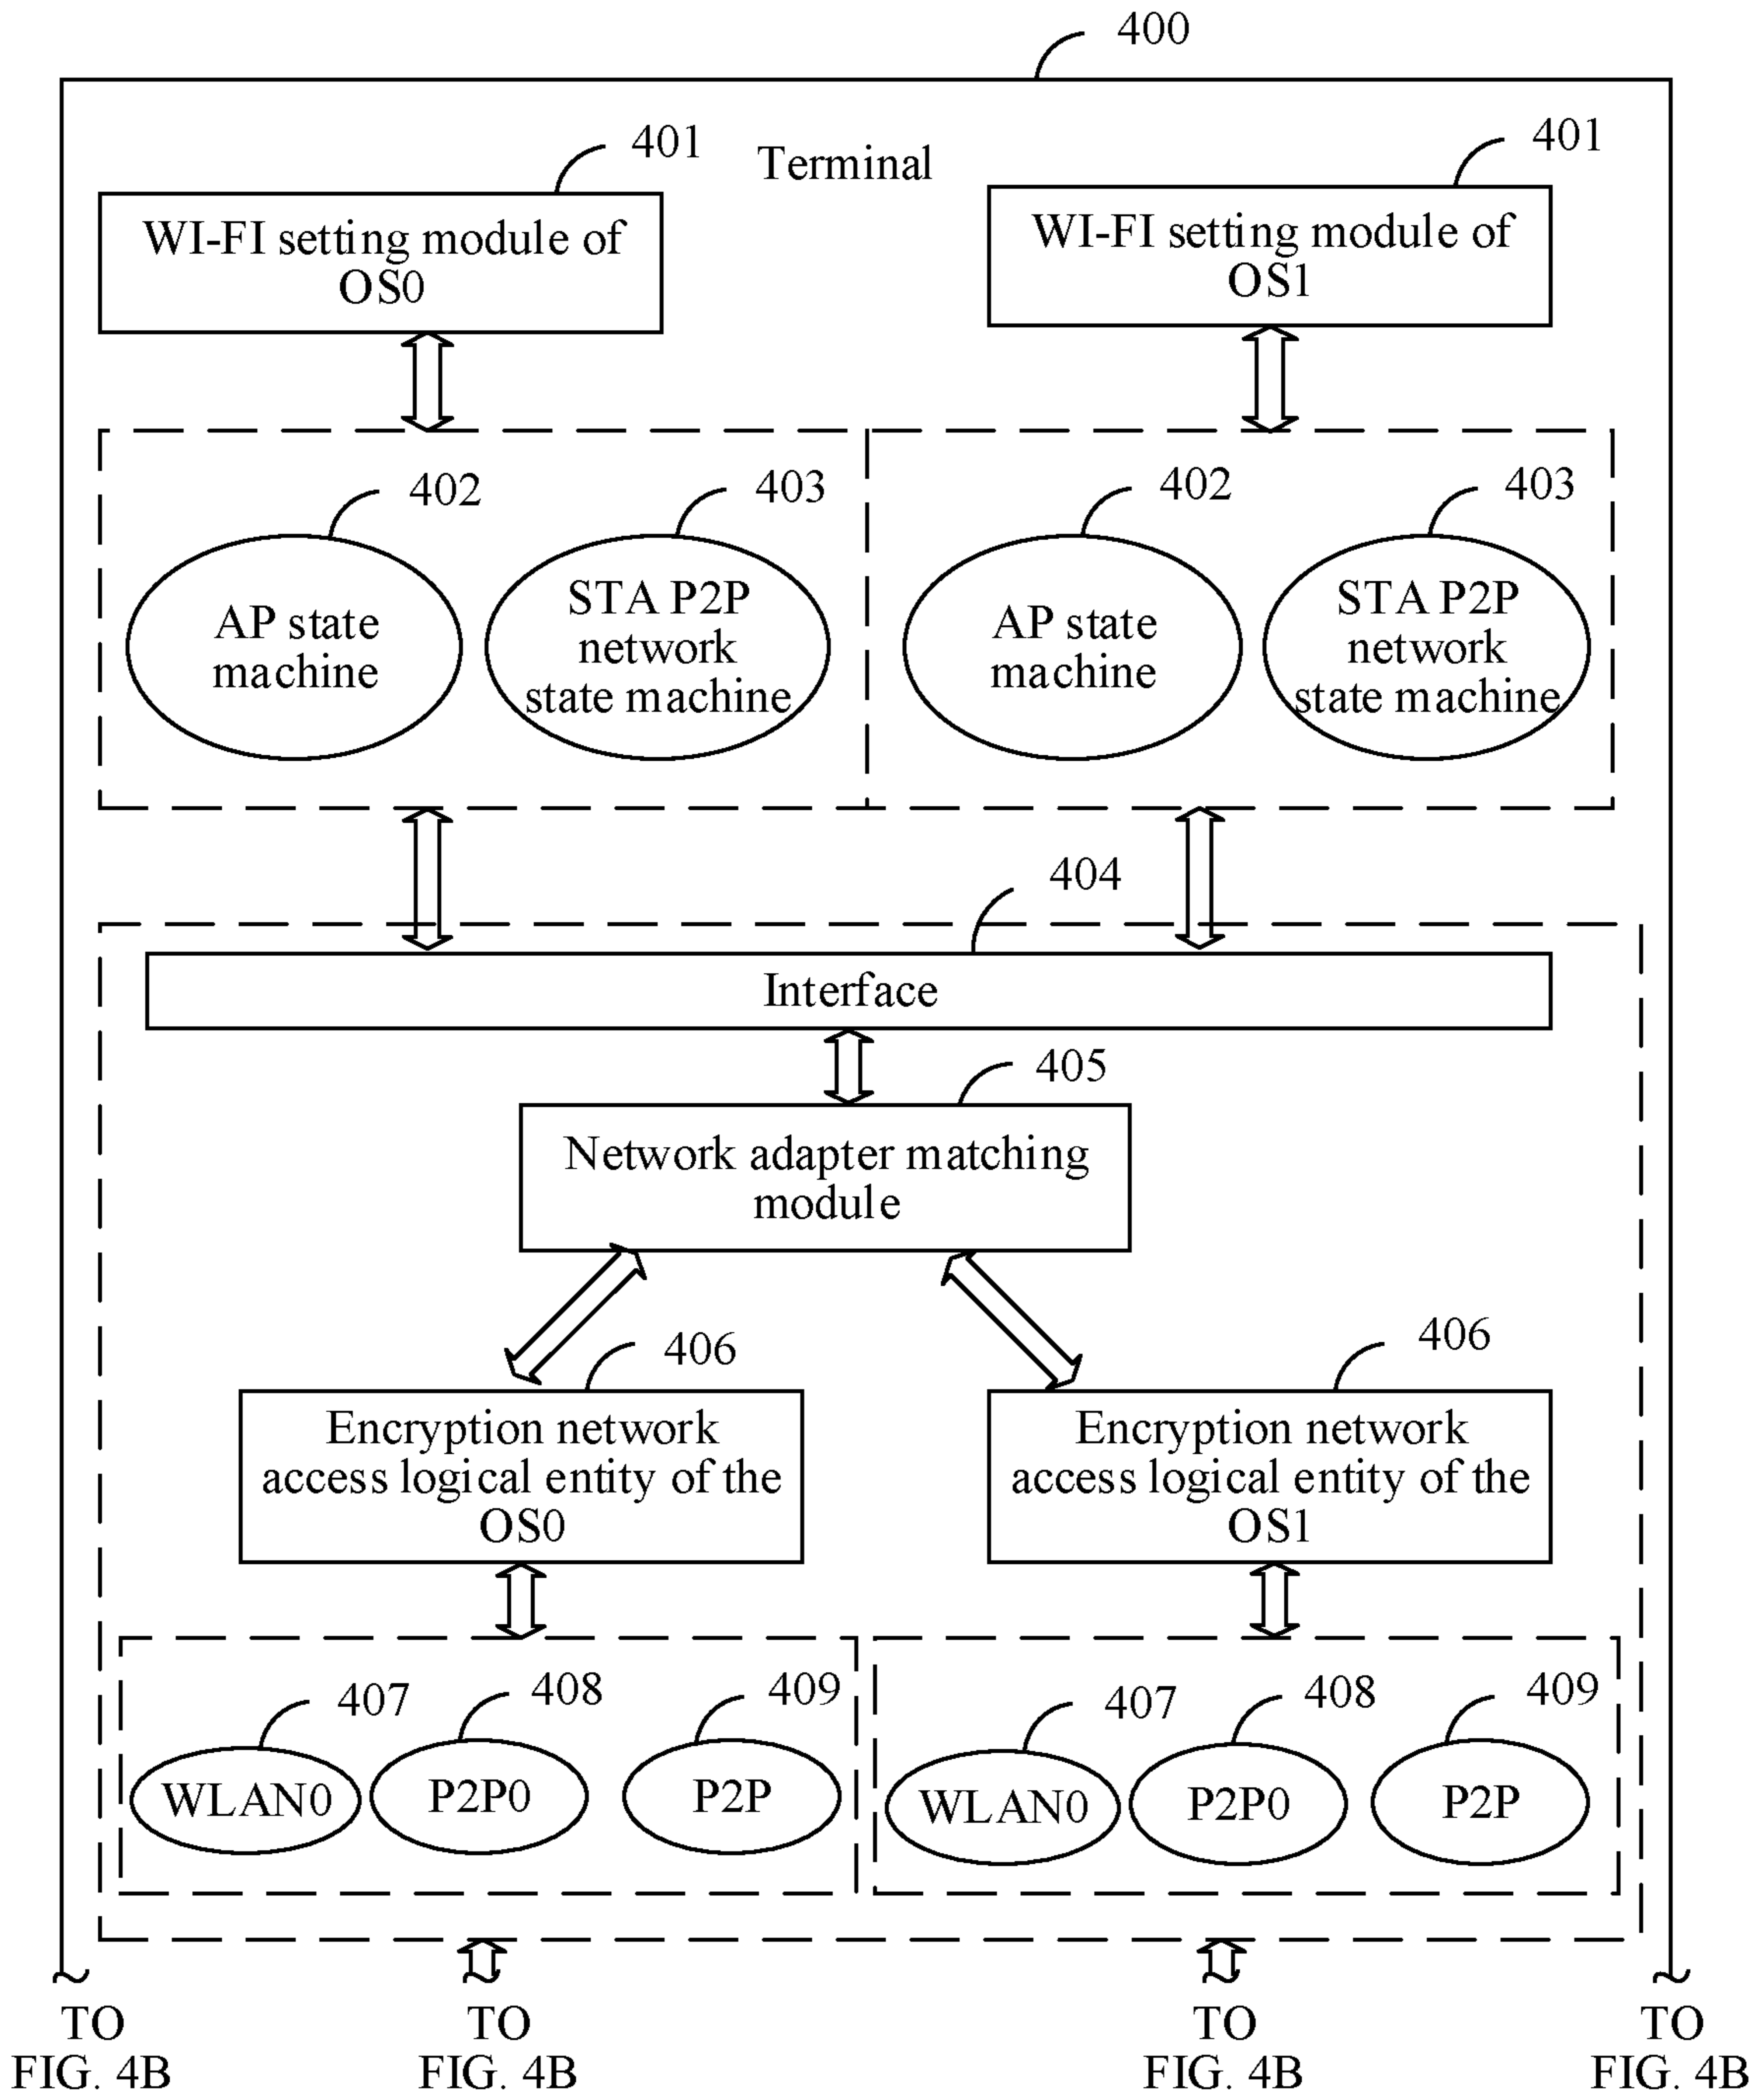 400
401
Terminal
401
WI-FI setting module of
OS0
WI-FI setting module of
OS1
402
403
402
403
AP state
machine
STA P2P
network
state machine
AP state
machine
STA P2P
network
state machine
404
Interface
405
Network adapter matching
module
406
406
Encryption network
access logical entity of the
OS0
Encryption network
access logical entity of the
OS1
407
408
409
407
408
409
WLAN0
P2P0
P2P
WLAN0
P2P0
P2P
TO
FIG. 4B
TO
FIG. 4B
TO
FIG. 4B
TO
FIG. 4B